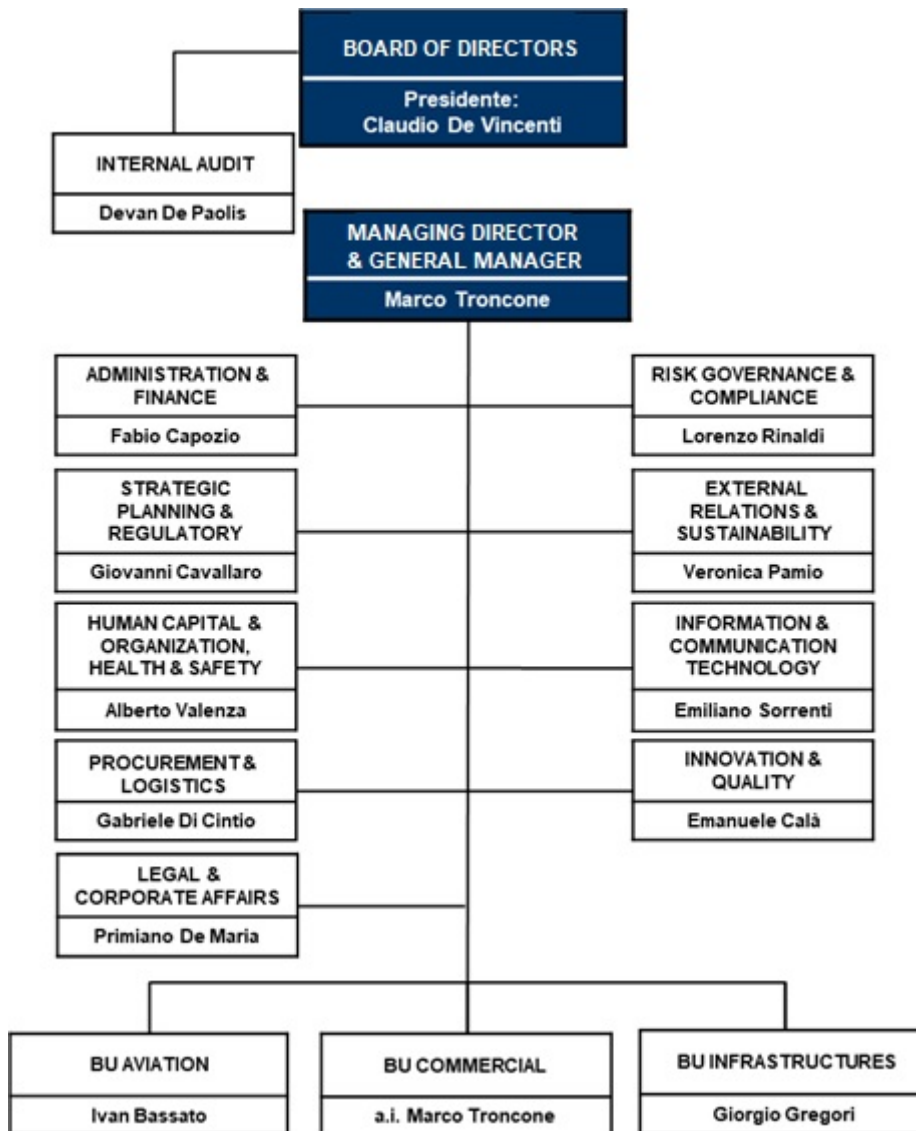 BOARD OF DIRECTORS
Presidente:
Claudio De Vincenti
INTERNAL AUDIT
Devan De Paolis
MANAGING DIRECTOR
& GENERAL MANAGER
Marco Troncone
ADMINISTRATION &
FINANCE
Fabio Capozio
RISK GOVERNANCE &
COMPLIANCE
Lorenzo Rinaldi
STRATEGIC
PLANNING &
REGULATORY
Giovanni Cavallaro
EXTERNAL
RELATIONS &
SUSTAINABILITY
Veronica Pamio
HUMAN CAPITAL &
ORGANIZATION,
HEALTH & SAFETY
Alberto Valenza
INFORMATION &
COMMUNICATION
TECHNOLOGY
Emiliano Sorrenti
PROCUREMENT &
LOGISTICS
Gabriele Di Cintio
INNOVATION &
QUALITY
Emanuele Calà
LEGAL &
CORPORATE AFFAIRS
Primiano De Maria
BU AVIATION
Ivan Bassato
BU COMMERCIAL
a.i. Marco Troncone
BU INFRASTRUCTURES
Giorgio Gregori